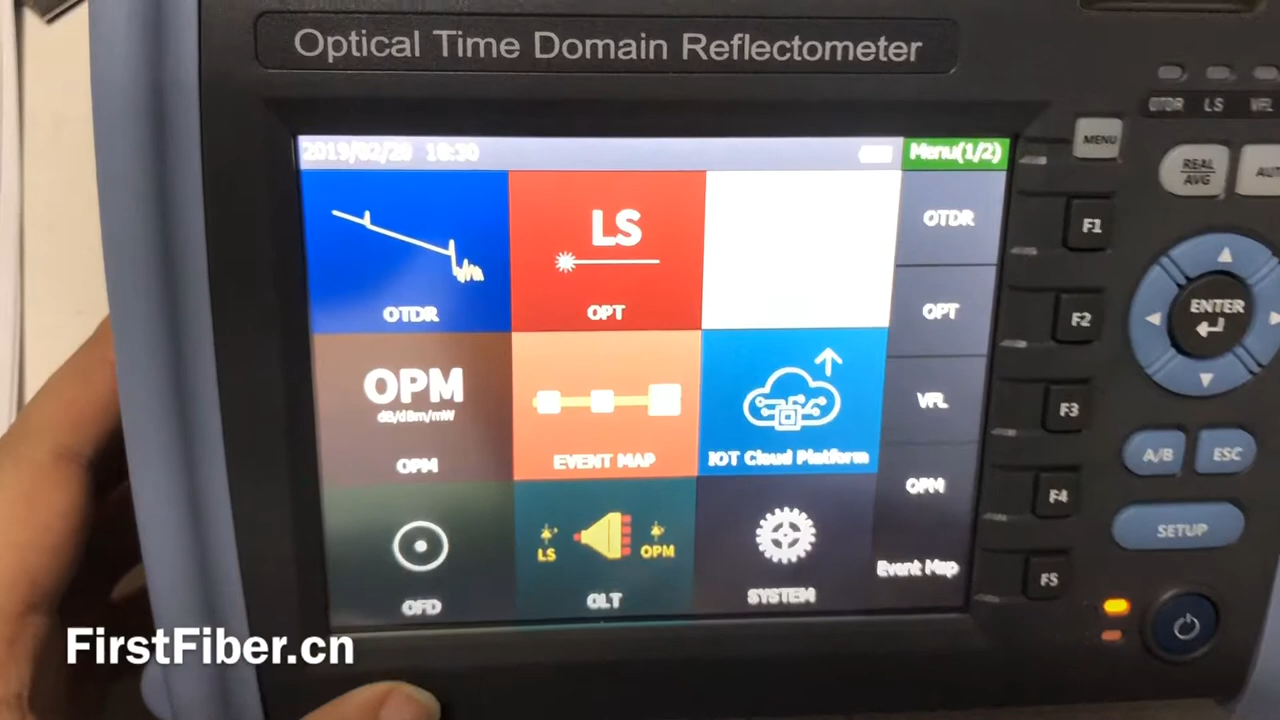 Optical Time Domain Reflectometer
OTDR LS VFL
2019/02/20 18:30
Menu(1/2)
MENU
REAL
AVG
OTDR
LS
OPT
OTDR
F1
OPT
F2
ENTER
OPM
dB/dBm/mW
OPM
EVENT MAP
IOT Cloud Platform
VFL
F3
A/B
ESC
OPM
F4
SETUP
OFD
LS
OPM
OLT
SYSTEM
Event Map
F5
FirstFiber.cn